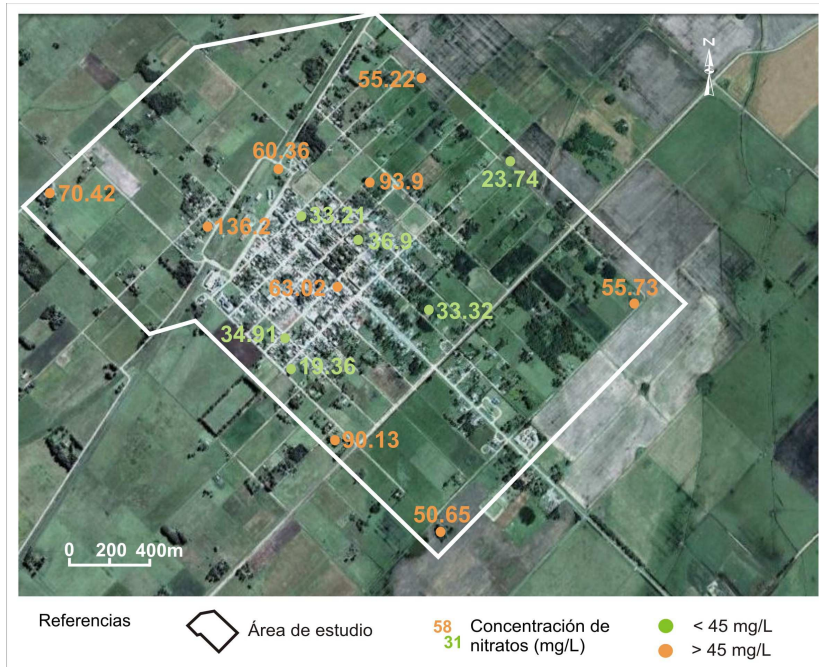 N
55.22
60.36
23.74
93.9
70.42
33.21
136.2
36.9
63.02
55.73
33.32
34.91
19.36
90.13
50.65
0 200 400m
Referencias
Área de estudio
58
31
Concentración de
nitratos (mg/L)
< 45 mg/L
> 45 mg/L